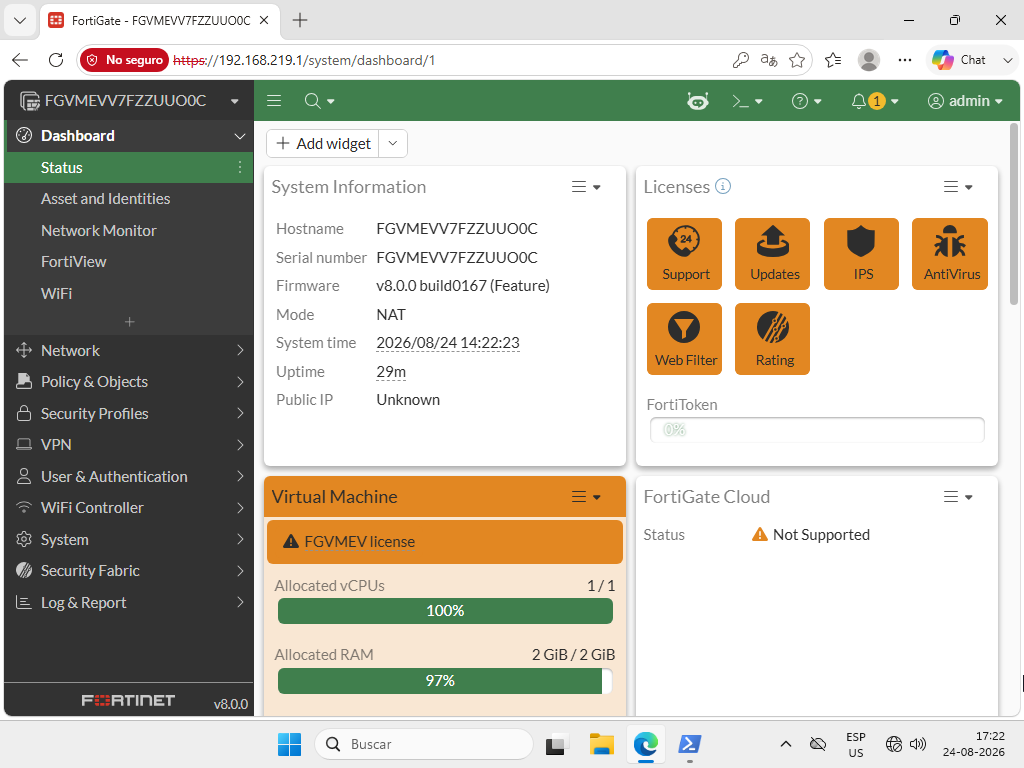 FortiGate - FGVMEVV7FZZUUO0C
No seguro
https://192.168.219.1/system/dashboard/1
Chat
FGVMEVV7FZZUUO0C
1
admin
Dashboard
Status
Asset and Identities
Network Monitor
FortiView
WiFi
Network
Policy & Objects
Security Profiles
VPN
User & Authentication
WiFi Controller
System
Security Fabric
Log & Report
FORTINET
v8.0.0
Add widget
System Information
Hostname FGVMEVV7FZZUUO0C
Serial number FGVMEVV7FZZUUO0C
Firmware v8.0.0 build0167 (Feature)
Mode NAT
System time 2026/08/24 14:22:23
Uptime 29m
Public IP Unknown
Licenses
24
Support
Updates
IPS
AntiVirus
Web Filter
Rating
FortiToken
0%
Virtual Machine
FGVMEV license
Allocated vCPUs 1 / 1
100%
Allocated RAM 2 GiB / 2 GiB
97%
FortiGate Cloud
Status Not Supported
Buscar
ESP
US
17:22
24-08-2026